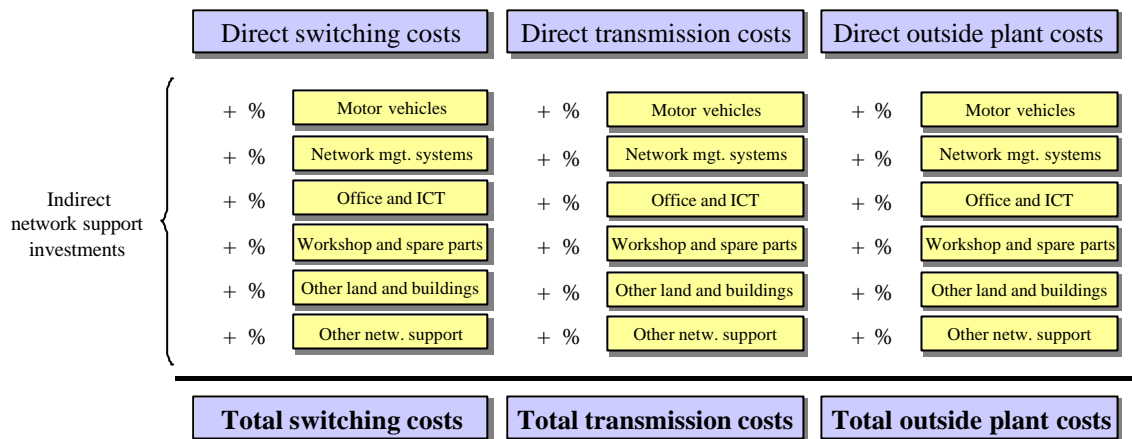 Direct switching costs Direct transmission costs Direct outside plant costs
+ % Motor vehicles + % Motor vehicles + % Motor vehicles
+ % Network mgt. systems + % Network mgt. systems + % Network mgt. systems
Indirect
network support
investments
+ % Office and ICT + % Office and ICT + % Office and ICT
+ % Workshop and spare parts + % Workshop and spare parts + % Workshop and spare parts
+ % Other land and buildings + % Other land and buildings + % Other land and buildings
+ % Other netw. support + % Other netw. support + % Other netw. support
Total switching costs Total transmission costs Total outside plant costs